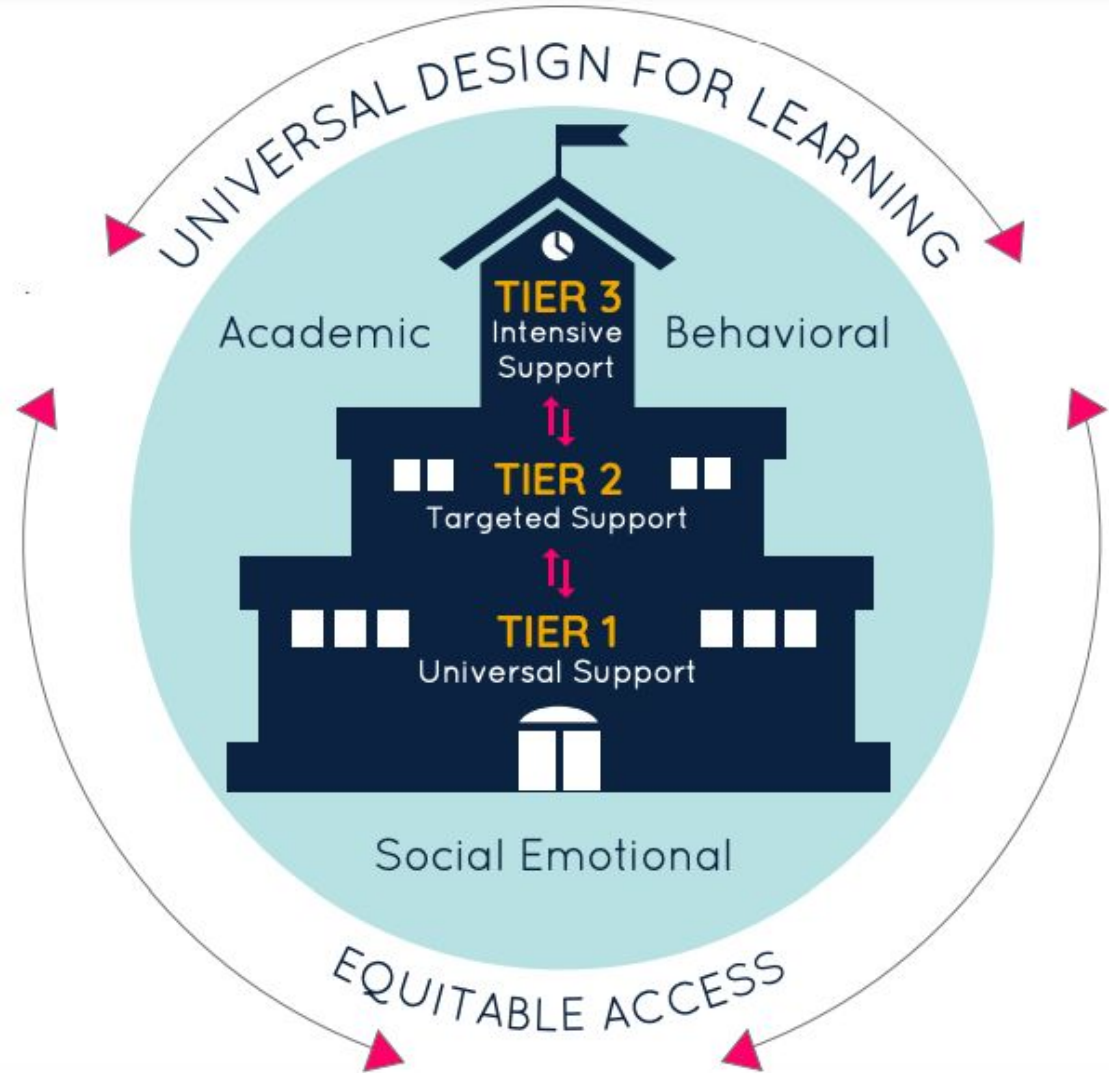 UNIVERSAL DESIGN FOR LEARNING
TIER 3
Intensive
Support
Academic
Behavioral
TIER 2
Targeted Support
TIER 1
Universal Support
Social Emotional
EQUITABLE ACCESS